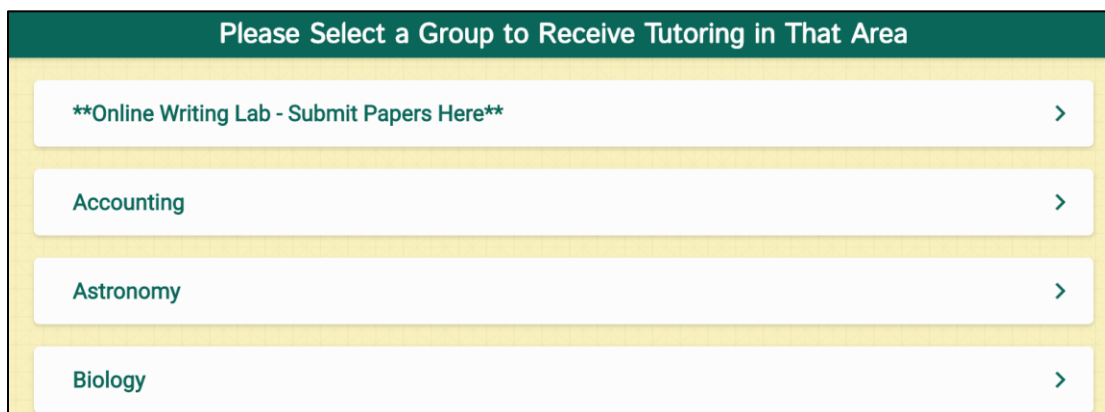 Please Select a Group to Receive Tutoring in That Area
**Online Writing Lab - Submit Papers Here**
Accounting
Astronomy
Biology